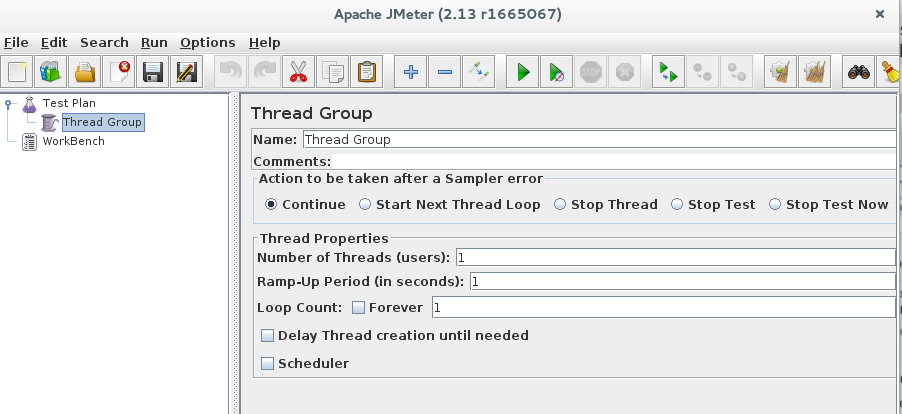 Apache JMeter (2.13 r1665067)
File Edit Search Run Options Help
Test Plan
Thread Group
WorkBench
Thread Group
Name: Thread Group
Comments:
Action to be taken after a Sampler error
Continue Start Next Thread Loop Stop Thread Stop Test Stop Test Now
Thread Properties
Number of Threads (users): 1
Ramp-Up Period (in seconds): 1
Loop Count: Forever 1
Delay Thread creation until needed
Scheduler